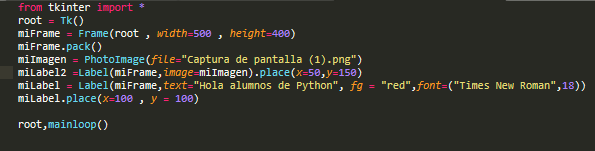 from tkinter import *
root = Tk()
miFrame = Frame(root , width=500 , height=400)
miFrame.pack()
miImagen = PhotoImage(file="Captura de pantalla (1).png")
miLabel2 =Label(miFrame,image=miImagen).place(x=50,y=150)
miLabel = Label(miFrame,text="Hola alumnos de Python", fg = "red",font=("Times New Roman",18))
miLabel.place(x=100 , y = 100)
root,mainloop()